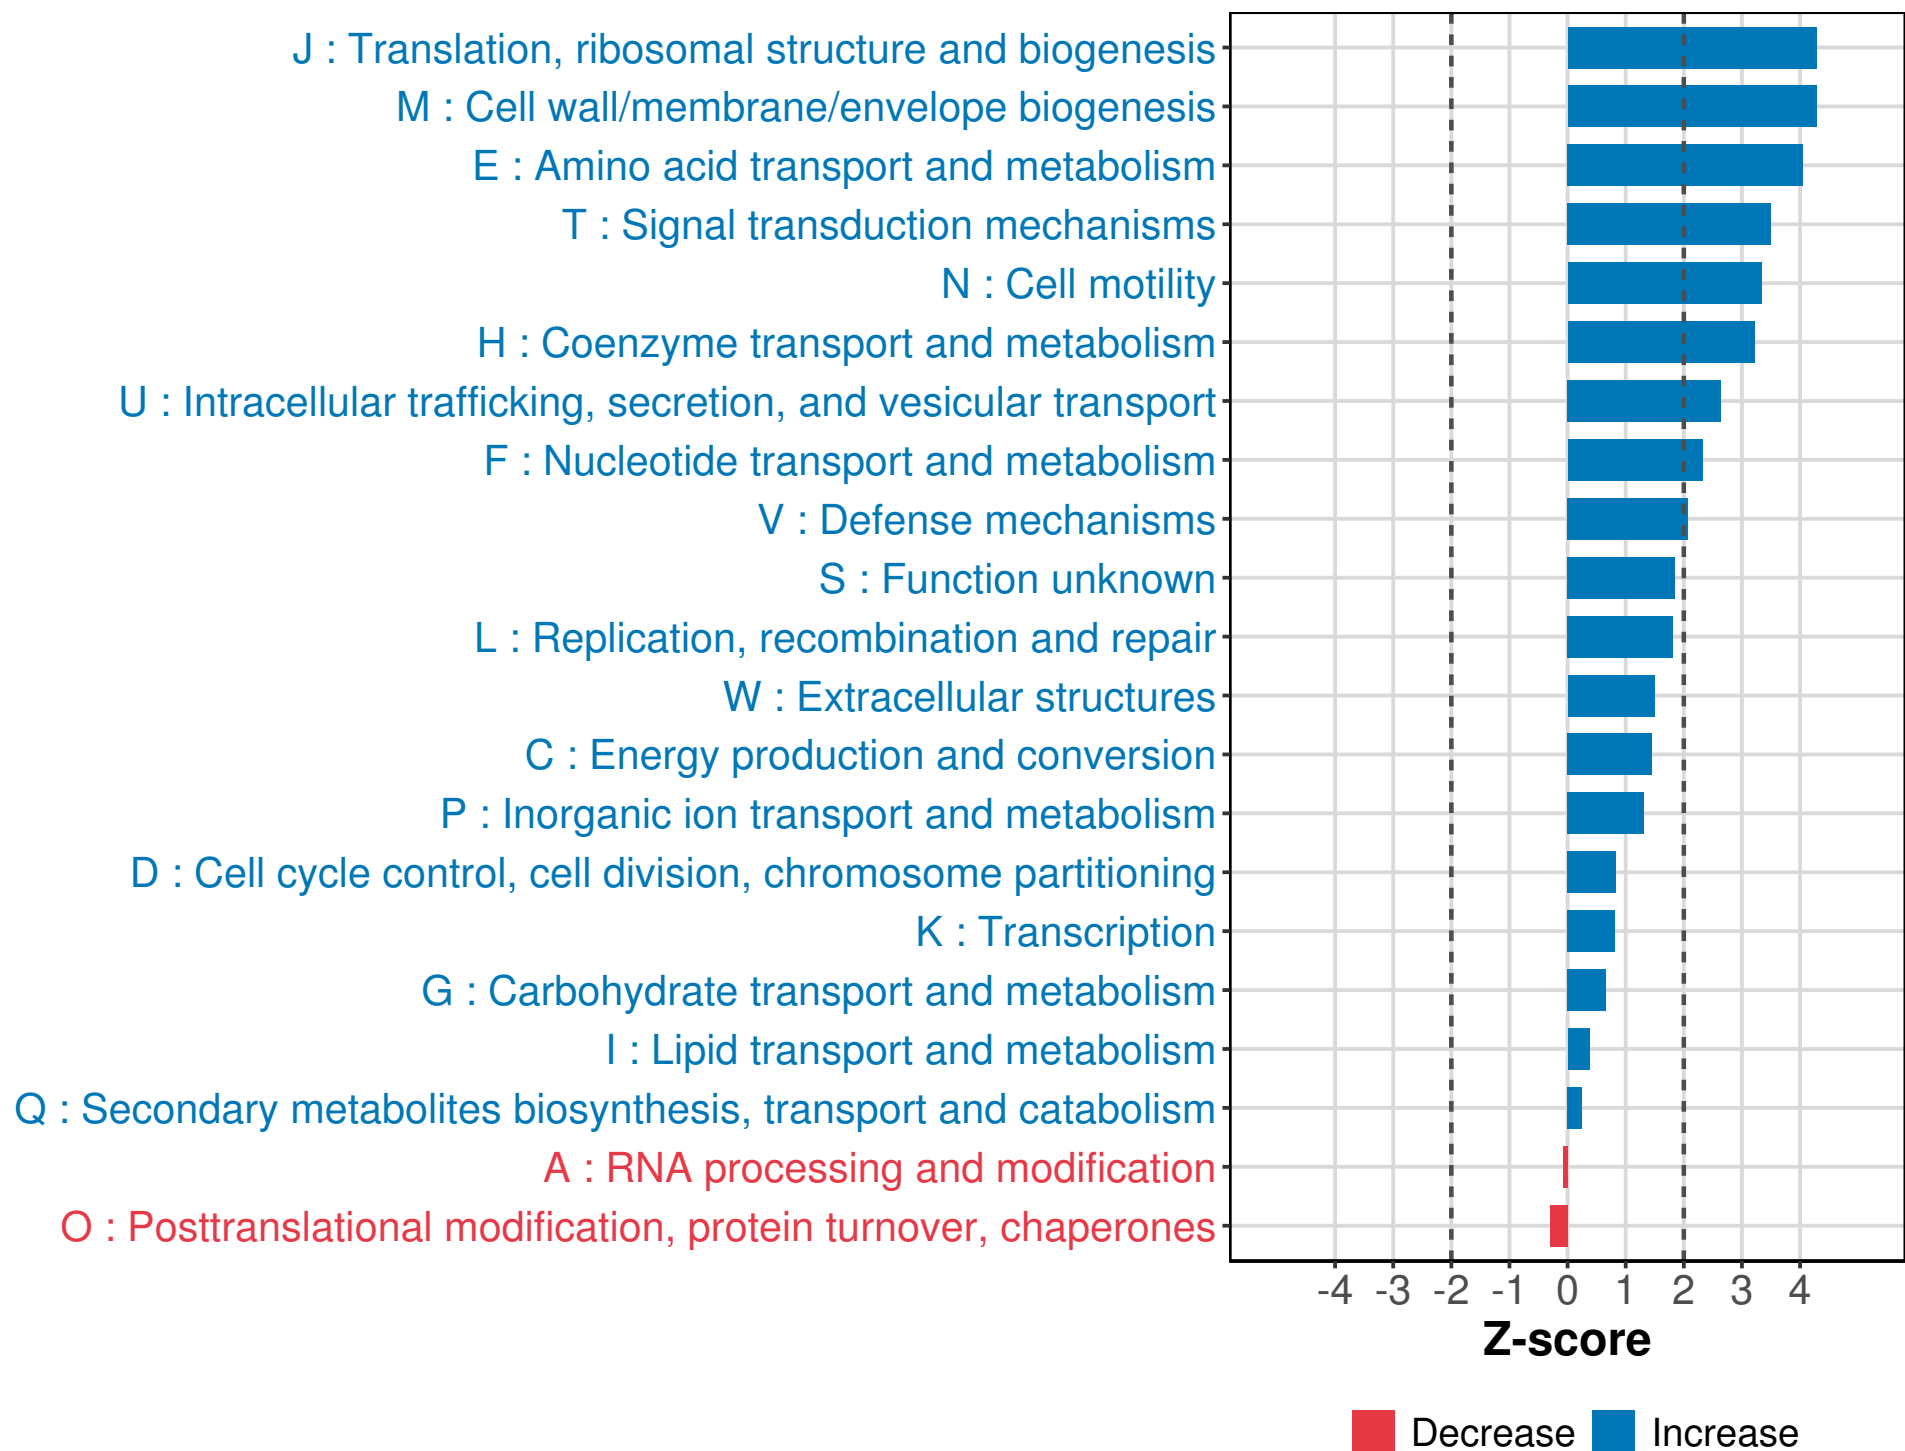 J : Translation, ribosomal structure and biogenesis
M : Cell wall/membrane/envelope biogenesis
E : Amino acid transport and metabolism
T : Signal transduction mechanisms
N : Cell motility
H : Coenzyme transport and metabolism
U : Intracellular trafficking, secretion, and vesicular transport
F : Nucleotide transport and metabolism
V : Defense mechanisms
S : Function unknown
L : Replication, recombination and repair
W : Extracellular structures
C : Energy production and conversion
P : Inorganic ion transport and metabolism
D : Cell cycle control, cell division, chromosome partitioning
K : Transcription
G : Carbohydrate transport and metabolism
I : Lipid transport and metabolism
Q : Secondary metabolites biosynthesis, transport and catabolism
A : RNA processing and modification
O : Posttranslational modification, protein turnover, chaperones
-4 -3 -2 -1 0 1 2 3 4
Z-score
Decrease Increase